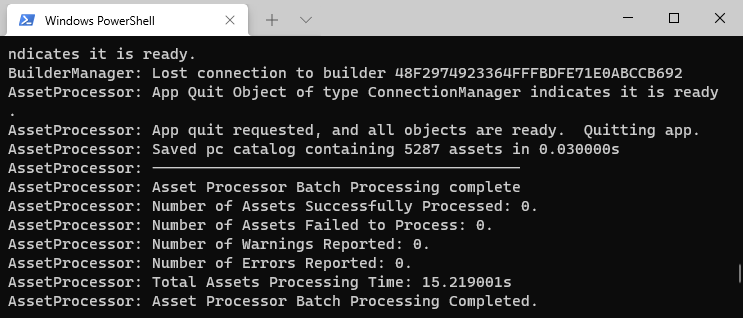 Windows PowerShell
ndicates it is ready.
BuilderManager: Lost connection to builder 48F2974923364FFFBDFE71E0ABCCB692
AssetProcessor: App Quit Object of type ConnectionManager indicates it is ready
.
AssetProcessor: App quit requested, and all objects are ready.  Quitting app.
AssetProcessor: Saved pc catalog containing 5287 assets in 0.030000s
AssetProcessor: ─────────────────────────────────────────
AssetProcessor: Asset Processor Batch Processing complete
AssetProcessor: Number of Assets Successfully Processed: 0.
AssetProcessor: Number of Assets Failed to Process: 0.
AssetProcessor: Number of Warnings Reported: 0.
AssetProcessor: Number of Errors Reported: 0.
AssetProcessor: Total Assets Processing Time: 15.219001s
AssetProcessor: Asset Processor Batch Processing Completed.